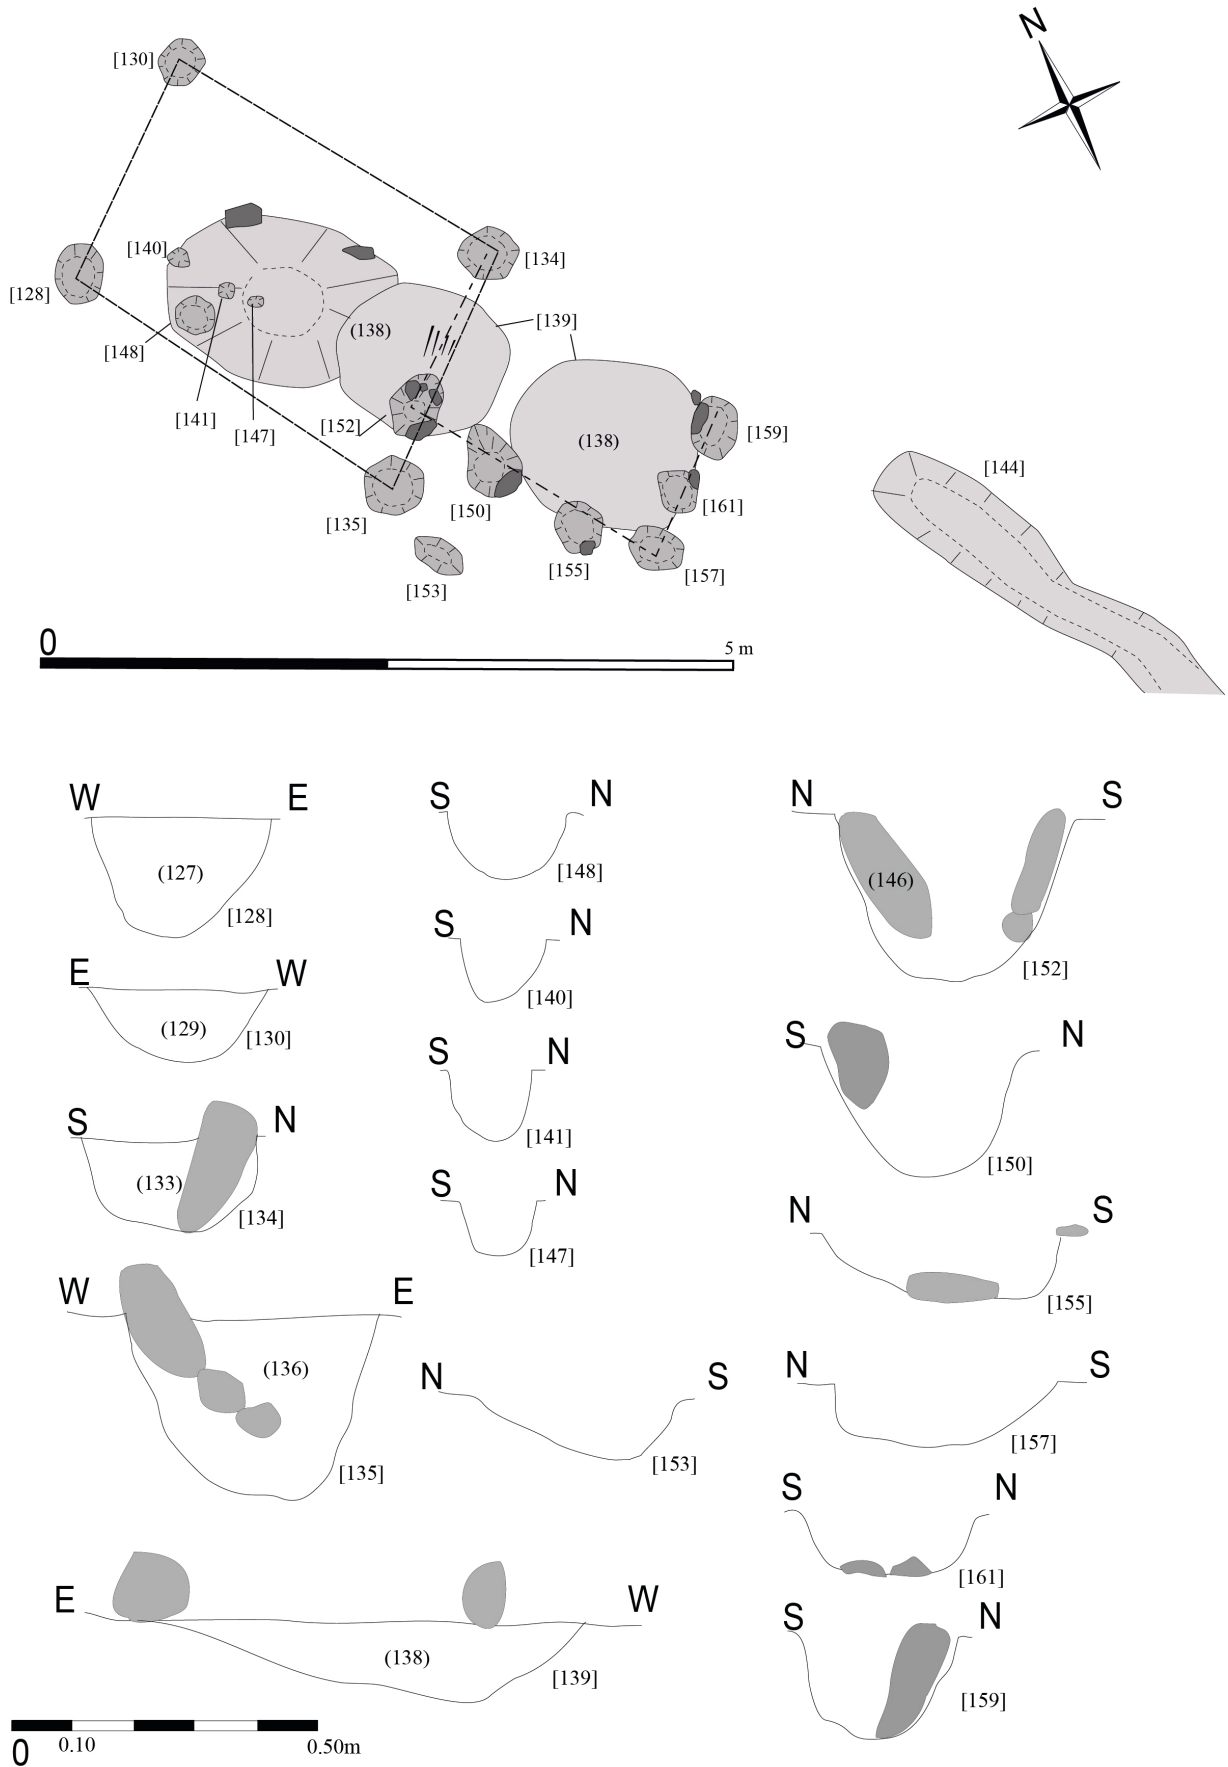 N
[130]
[140]
[134]
[128]
[139]
(138)
[148]
[141]
[147]
[152]
[159]
(138)
[144]
[135]
[150]
[161]
[155]
[157]
[153]
0
5 m
W
E
(127)
[128]
E
W
(129)
[130]
S
N
(133)
[134]
W
E
(136)
[135]
E
W
(138)
[139]
0
0.10
0.50m
S
N
[148]
S
N
[140]
S
N
[141]
S
N
[147]
N
S
[153]
N
S
(146)
[152]
S
N
[150]
N
S
[155]
N
S
[157]
S
N
[161]
S
N
[159]